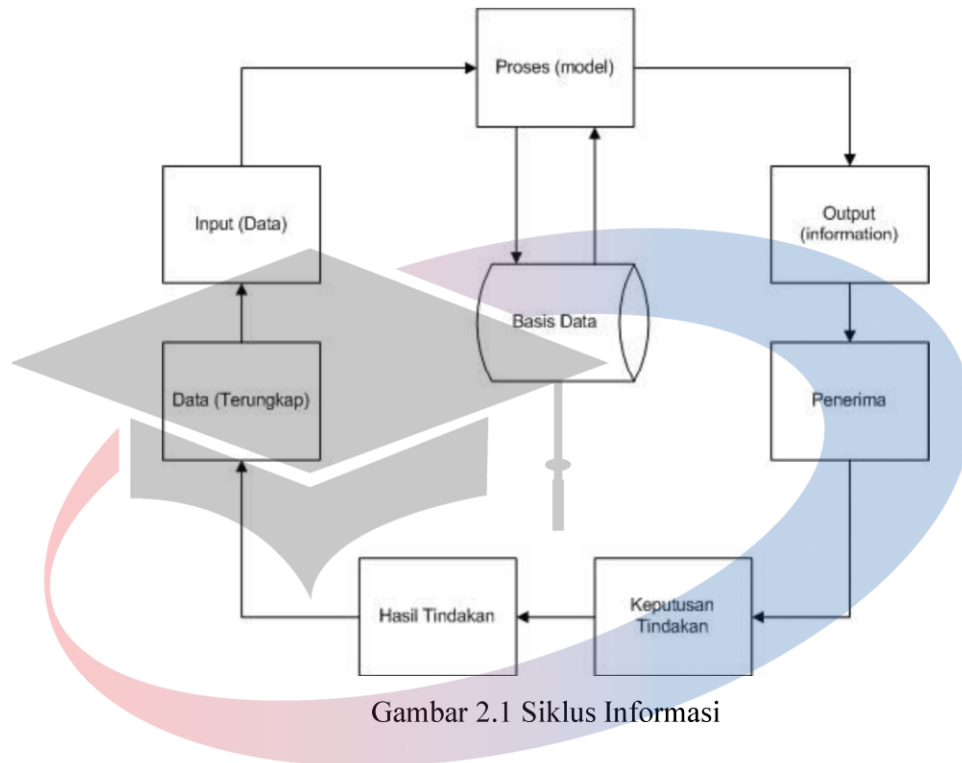 Proses (model)
Input (Data)
Output
(information)
Basis Data
Data (Terungkap)
Penerima
Hasil Tindakan
Keputusan
Tindakan
Gambar 2.1 Siklus Informasi